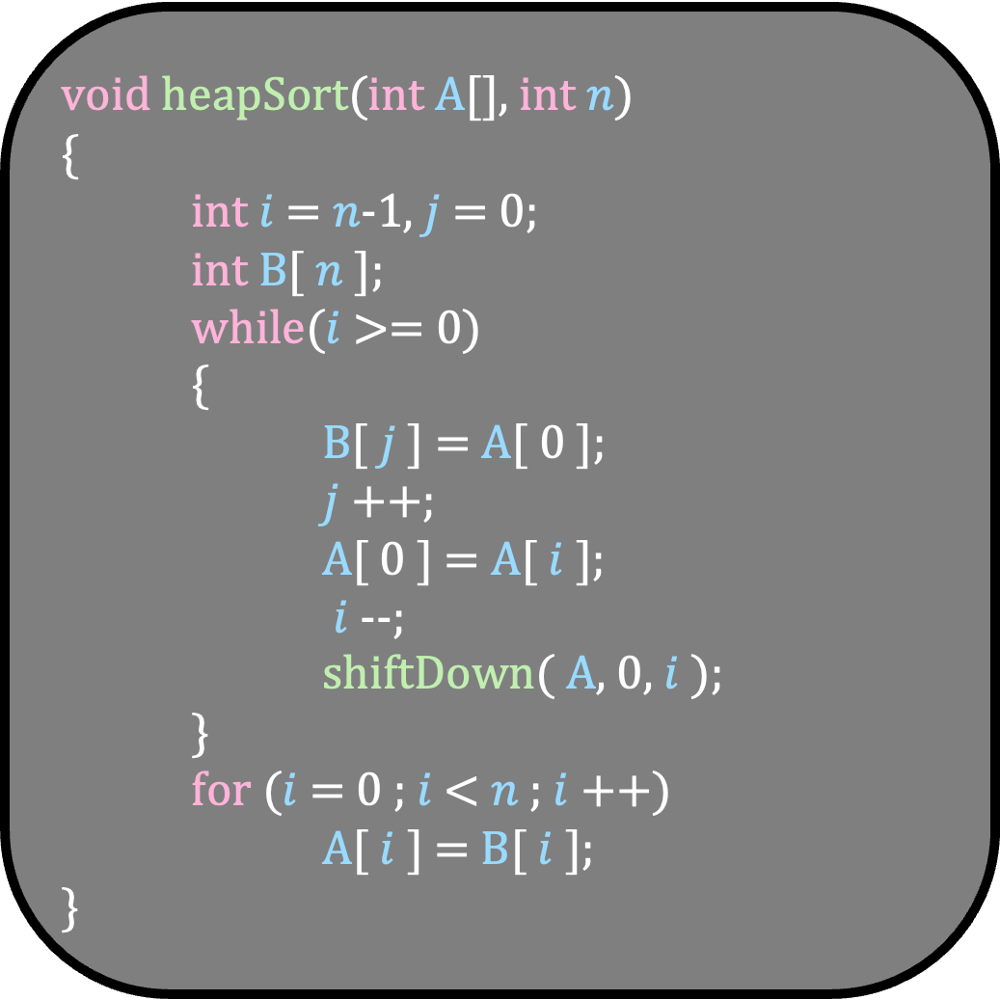 void heapSort(int A[], int n)
{
int i = n-1, j = 0;
int B[ n ];
while(i >= 0)
{
B[ j ] = A[ 0 ];
j ++;
A[ 0 ] = A[ i ];
i --;
shiftDown( A, 0, i );
}
for (i = 0 ; i < n ; i ++)
A[ i ] = B[ i ];
}